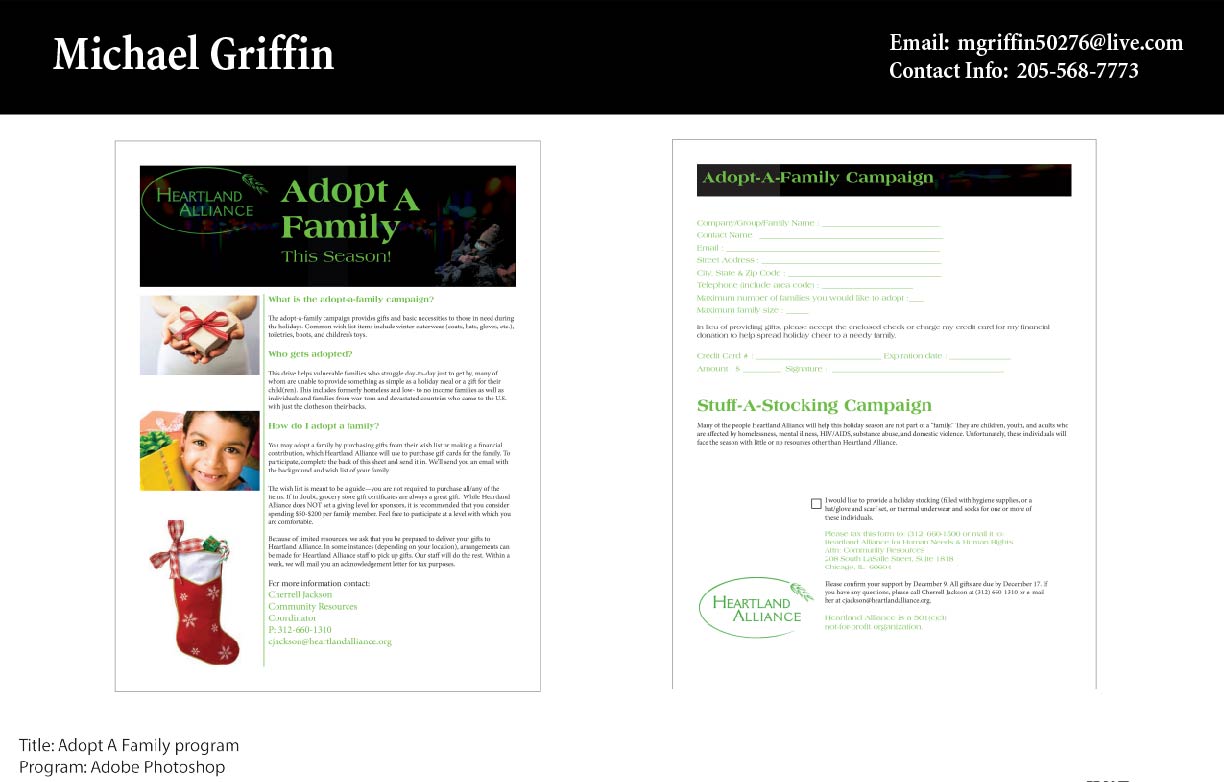 Michael Griffin
Email: mgriffin50276@live.com
Contact Info: 205-568-7773
HEARTLAND
ALLIANCE
Adopt A
Family
This Season!
What is the adopt-a-family campaign?
The adopt-a-family campaign provides gifts and basic necessities to those in need during
the holidays. Common wish list items include winter outerwear (coats, hats, gloves, etc.),
toiletries, boots, and children's toys.
Who gets adopted?
This drive helps vulnerable families who struggle day-to-day just to get by, many of
whom are unable to provide something as simple as a holiday meal or a gift for their
child(ren). This includes formerly homeless and low- to no income families as well as
individuals and families from war-torn and devastated countries who come to the U.S.
with just the clothes on their backs.
How do I adopt a family?
You may adopt a family by purchasing gifts from their wish list or making a financial
contribution, which Heartland Alliance will use to purchase gif cards for the family. To
participate, complete the back of this sheet and send it in. We'll send you an email with
the background and wish list of your family
The wish list is meant to be a guide—you are not required to purchase all/any of the
items. If in doubt, grocery store gift certificates are always a great gift. While Heartland
Alliance does NOT set a giving level for sponsors, it is recommended that you consider
spending $50-$200 per family member. Feel free to participate at a level with which you
are comfortable.
Because of limited resources we ask that you be prepared to deliver your gifts to
Heartland Alliance. In some instances (depending on your location), arrangements can
be made for Heartland Alliance staff to pick up gifts. Our staff will do the rest. Within a
week, we will mail you an acknowledgement letter for tax purposes.
For more information contact:
Cherrell Jackson
Community Resources
Coordinator
P: 312-660-1310
cjackson@heartlandalliance.org
Adopt-A-Family Campaign
Company/Group/Family Name :
Contact Name
Email :
Street Address :
City, State & Zip Code :
Telephone (include area code) :
Maximum number of families you would like to adopt :
Maximum family size :
In lieu of providing gifts, please accept the enclosed check or charge my credit card for my financial
donation to help spread holiday cheer to a needy family.
Credit Card # : Expration date :
Amount $ Signature :
Stuff-A-Stocking Campaign
Many of the people Heartland Alliance will help this holiday season are not part of a "family." They are children, youth, and adults who
are affected by homelessness, mental illness, HIV/AIDS, substance abuse, and domestic violence. Unfortunately, these individuals will
face the season with little or no resources other than Heartland Alliance.
I would like to provide a holiday stocking (filled with hygiene supplies, or a
hat/glove and scarf set, or thermal underwear and socks for one or more of
these individuals.
Please fax this form to: (312) 660-1500 or mail it to:
Heartland Alliance for Human Needs & Human Rights
Attn: Community Resources
208 South LaSalle Street, Suite 1818
Chicago, IL 60604
Please confirm your support by December 9. All gifts are due by December 17. If
you have any questions, please call Cherrell Jackson at (312) 660-1310 or e-mail
her at cjackson@heartlandalliance.org.
HEARTLAND
ALLIANCE
Heartland Alliance is a 501(c)(3)
not-for-profit organization.
Title: Adopt A Family program
Program: Adobe Photoshop